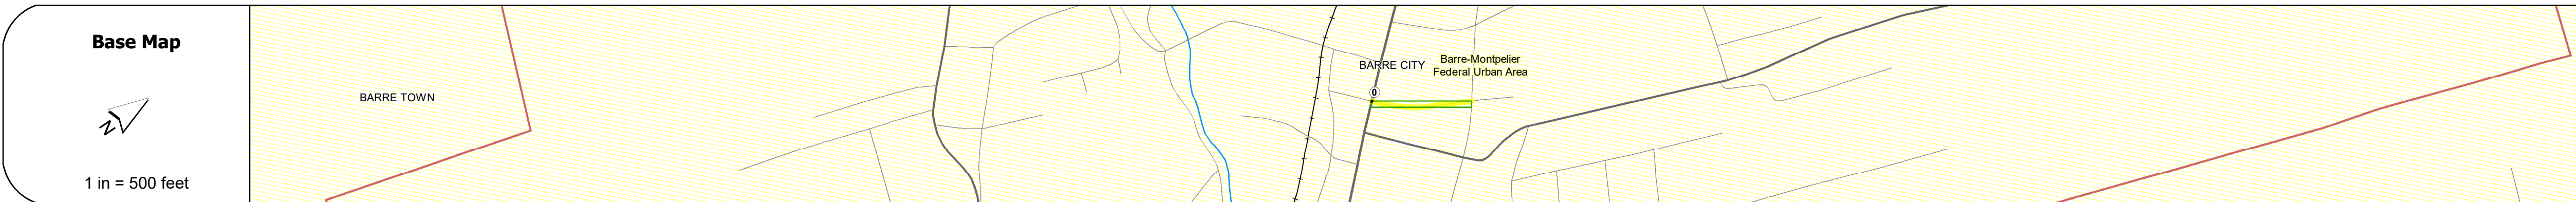 Base Map
N
1 in = 500 feet
BARRE TOWN
BARRE CITY
Barre-Montpelier
Federal Urban Area
0